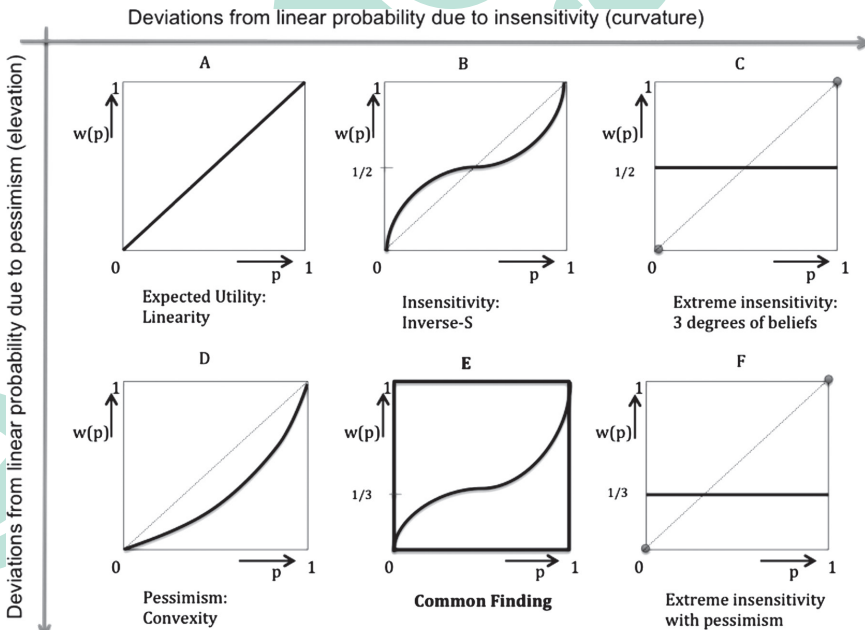 Deviations from linear probability due to insensitivity (curvature)
Deviations from linear probability due to pessimism (elevation)
A
1
w(p)
0
p
1
Expected Utility:
Linearity
B
1
w(p)
1/2
0
p
1
Insensitivity:
Inverse-S
C
1
w(p)
1/2
0
p
1
Extreme insensitivity:
3 degrees of beliefs
D
1
w(p)
0
p
1
Pessimism:
Convexity
E
1
w(p)
1/3
0
p
1
Common Finding
F
1
w(p)
1/3
0
p
1
Extreme insensitivity
with pessimism